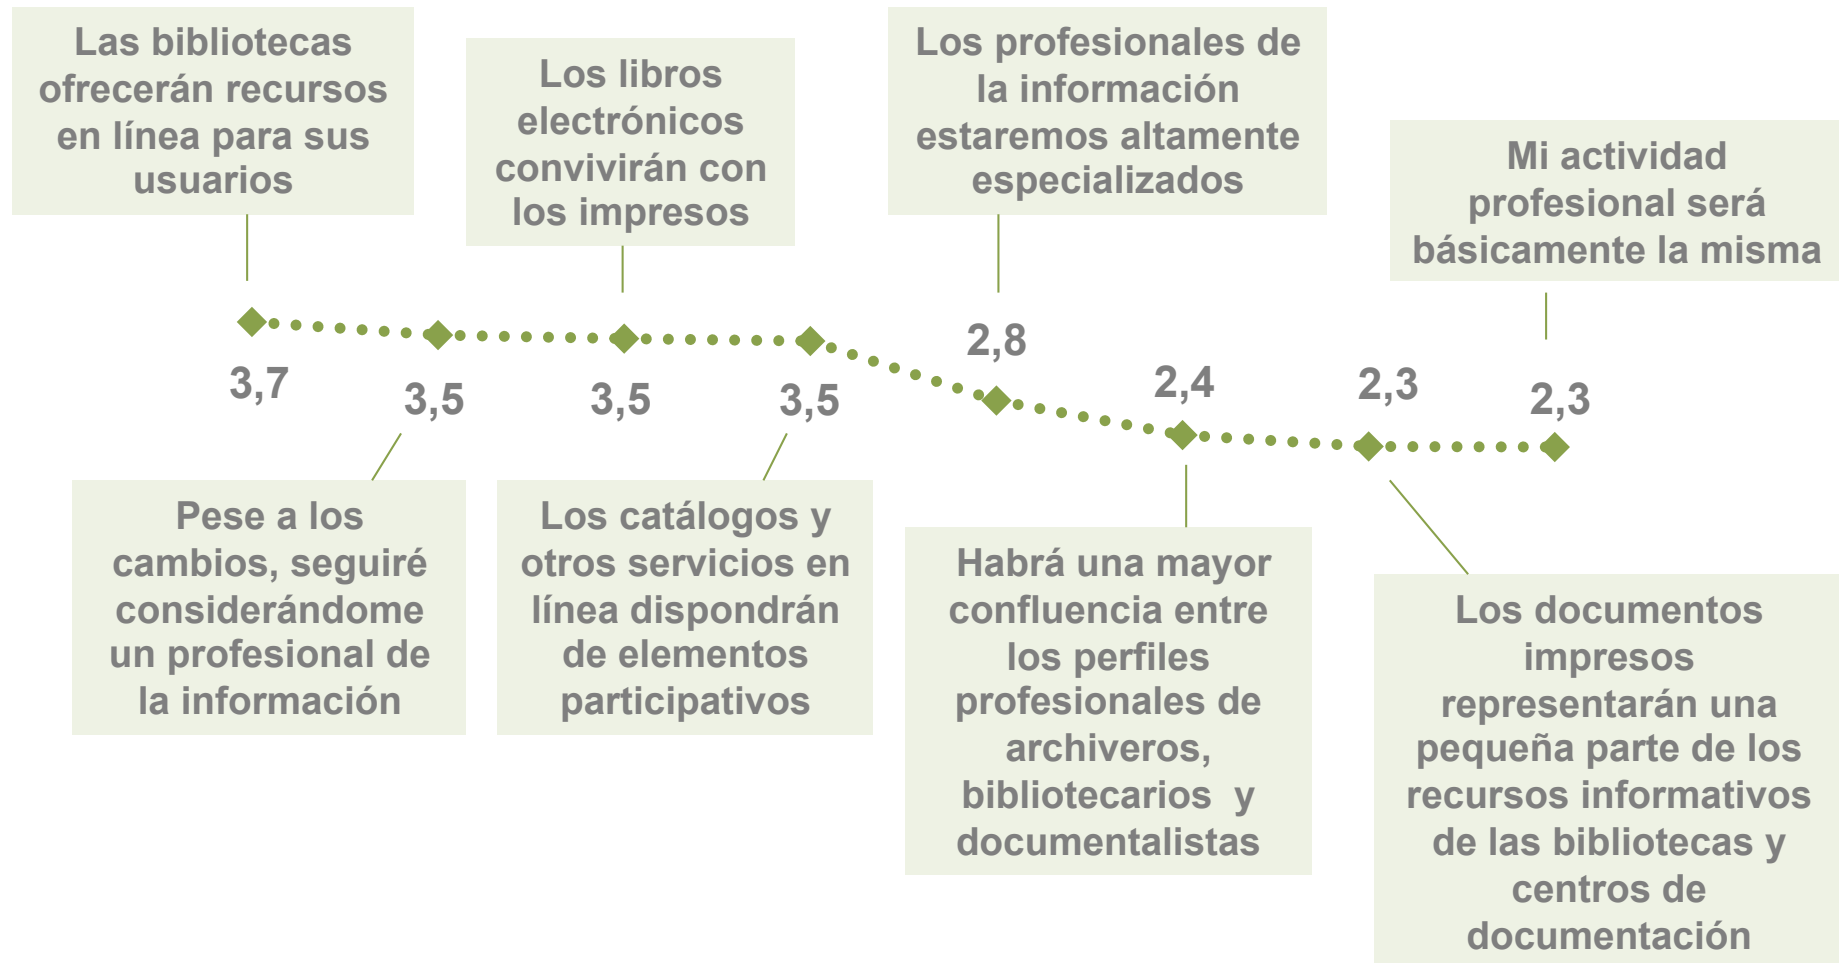 Las bibliotecas
ofrecerán recursos
en línea para sus
usuarios
Los libros
electrónicos
convivirán con
los impresos
Los profesionales de
la información
estaremos altamente
especializados
Mi actividad
profesional será
básicamente la misma
3,7
3,5
3,5
3,5
2,8
2,4
2,3
2,3
Pese a los
cambios, seguiré
considerándome
un profesional de
la información
Los catálogos y
otros servicios en
línea dispondrán
de elementos
participativos
Habrá una mayor
confluencia entre
los perfiles
profesionales de
archiveros,
bibliotecarios y
documentalistas
Los documentos
impresos
representarán una
pequeña parte de los
recursos informativos
de las bibliotecas y
centros de
documentación